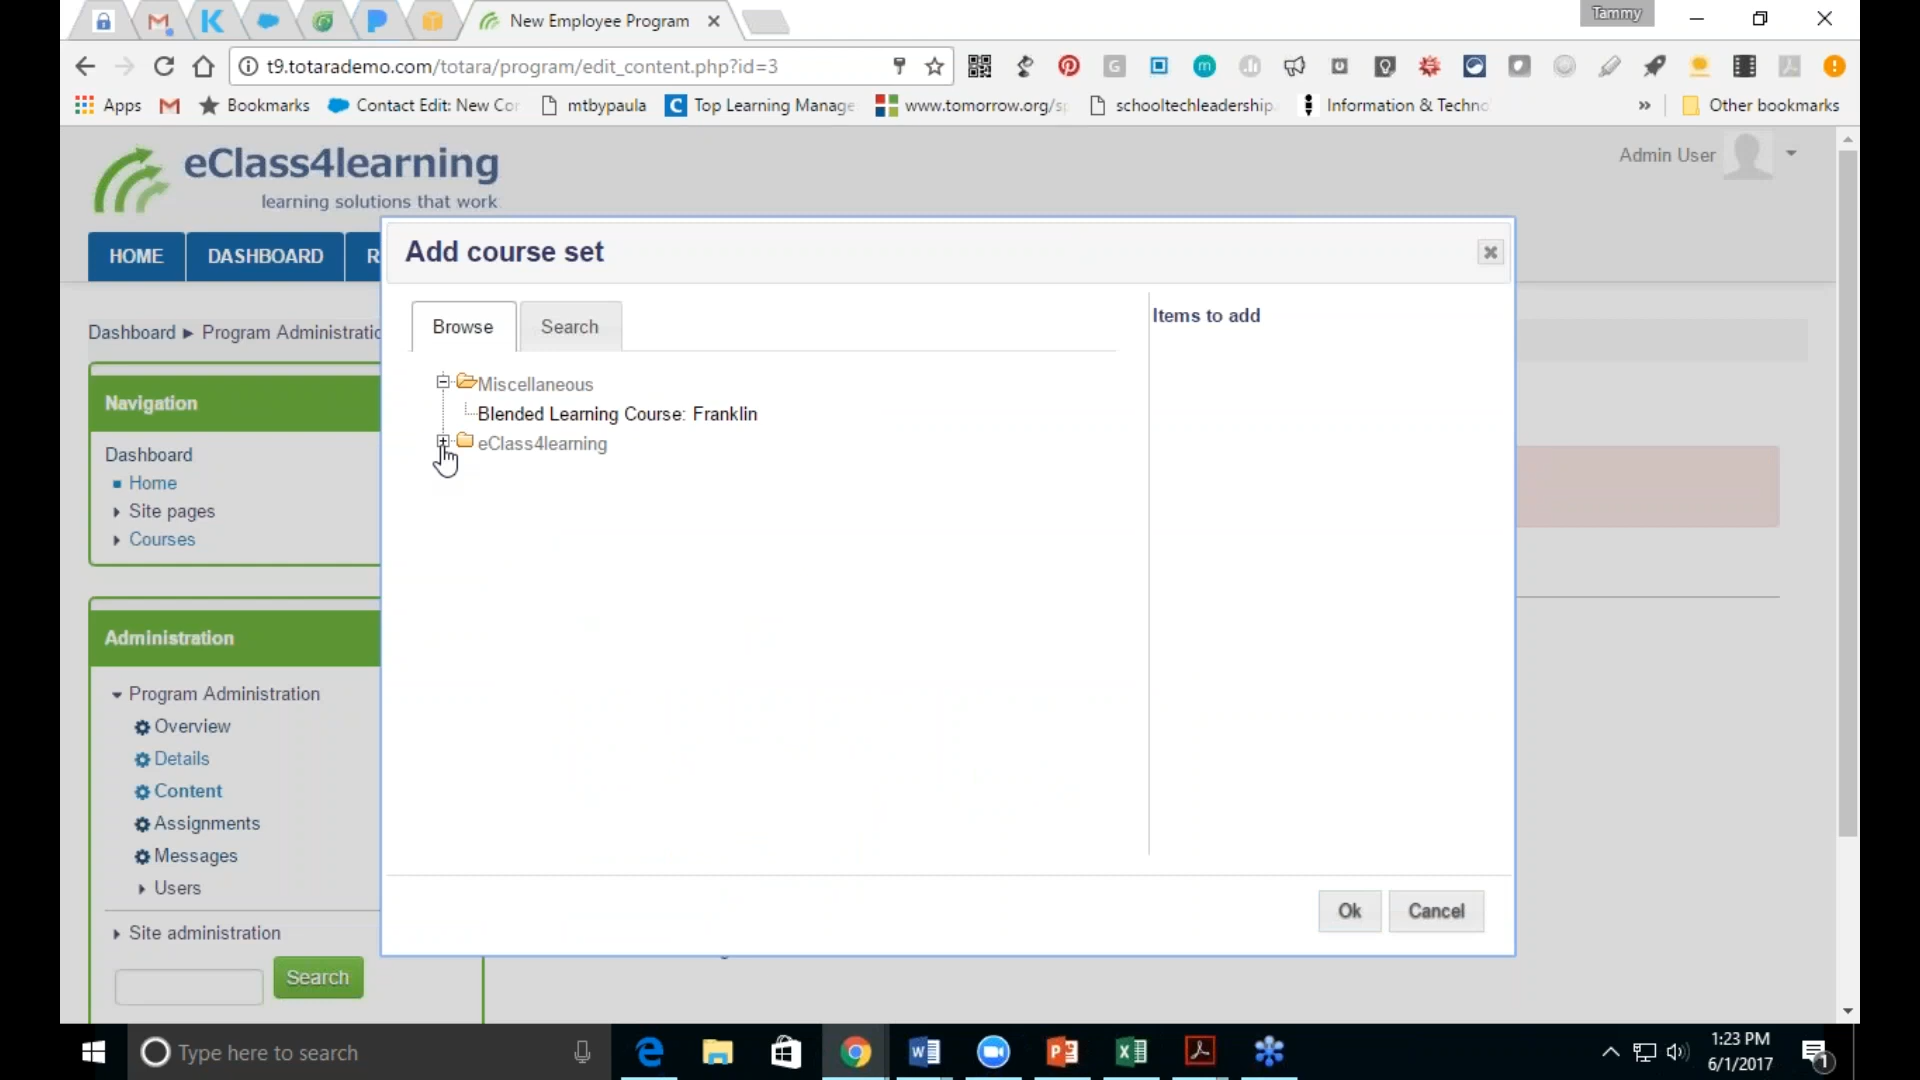 Tammy
New Employee Program
t9.totarademo.com/totara/program/edit_content.php?id=3
Apps
Bookmarks
Contact Edit: New Cor
mtbypaula
Top Learning Manage
www.tomorrow.org/sp
schooltechleadership
Information & Techno
Other bookmarks
eClass4learning
learning solutions that work
Admin User
HOME
DASHBOARD
R
Add course set
Browse
Search
Items to add
Miscellaneous
Blended Learning Course: Franklin
eClass4learning
Ok
Cancel
Dashboard ► Program Administratio
Navigation
Dashboard
Home
Site pages
Courses
Administration
Program Administration
Overview
Details
Content
Assignments
Messages
Users
Site administration
Search
Type here to search
1:23 PM
6/1/2017
1